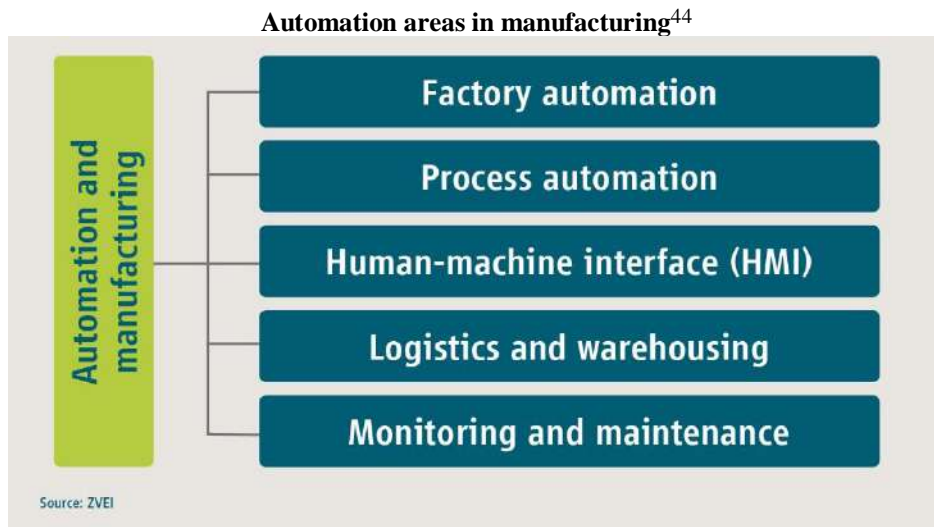 Automation areas in manufacturing44
Automation and
manufacturing
Factory automation
Process automation
Human-machine interface (HMI)
Logistics and warehousing
Monitoring and maintenance
Source: ZVEI